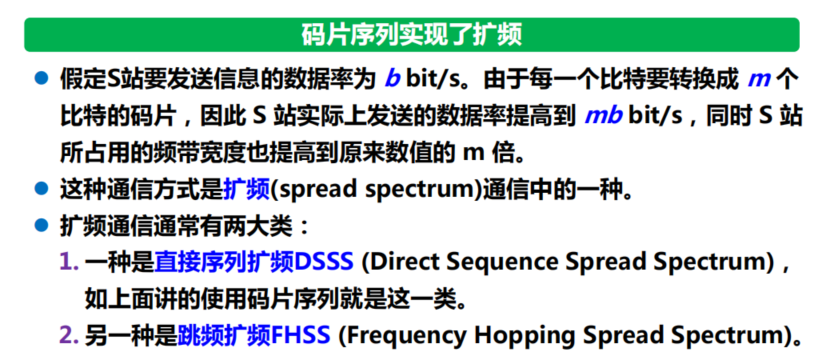 码片序列实现了扩频
● 假定S站要发送信息的数据率为 b bit/s。由于每一个比特要转换成 m 个
比特的码片，因此 S 站实际上发送的数据率提高到 mb bit/s，同时 S 站
所占用的频带宽度也提高到原来数值的 m 倍。
● 这种通信方式是扩频(spread spectrum)通信中的一种。
● 扩频通信通常有两大类：
1. 一种是直接序列扩频DSSS (Direct Sequence Spread Spectrum)，
如上面讲的使用码片序列就是这一类。
2. 另一种是跳频扩频FHSS (Frequency Hopping Spread Spectrum)。